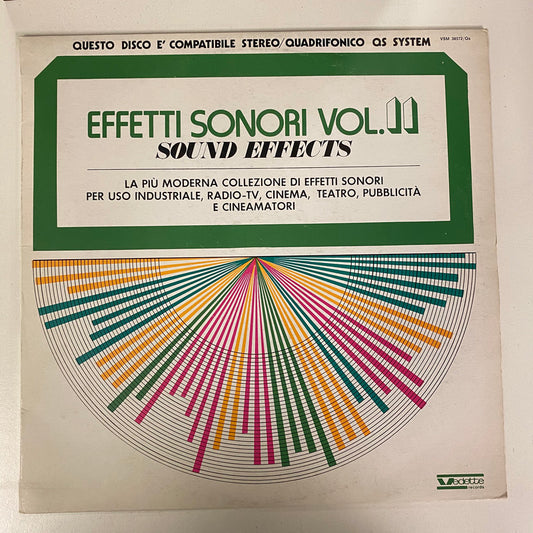 QUESTO DISCO E' COMPATIBILE STEREO/QUADRIFONICO QS SYSTEM
VSM 38572/Qs
EFFETTI SONORI VOL.11
SOUND EFFECTS
LA PIÙ MODERNA COLLEZIONE DI EFFETTI SONORI
PER USO INDUSTRIALE, RADIO-TV, CINEMA, TEATRO, PUBBLICITÀ
E CINEAMATORI
Vedette
records